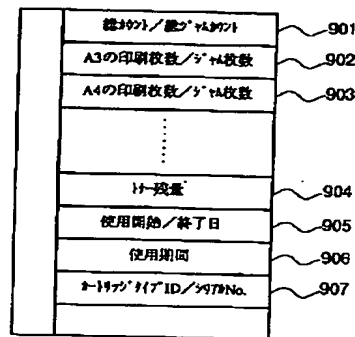 総ｶｳﾝﾄ／総ｼﾞｬﾑｶｳﾝﾄ 901
A3の印刷枚数／ｼﾞｬﾑ枚数 902
A4の印刷枚数／ｼﾞｬﾑ枚数 903
ﾄﾅｰ残量 904
使用開始／終了日 905
使用期間 906
ｶｰﾄﾘｯｼﾞﾀｲﾌﾟID／ｼﾘｱﾙNo. 907